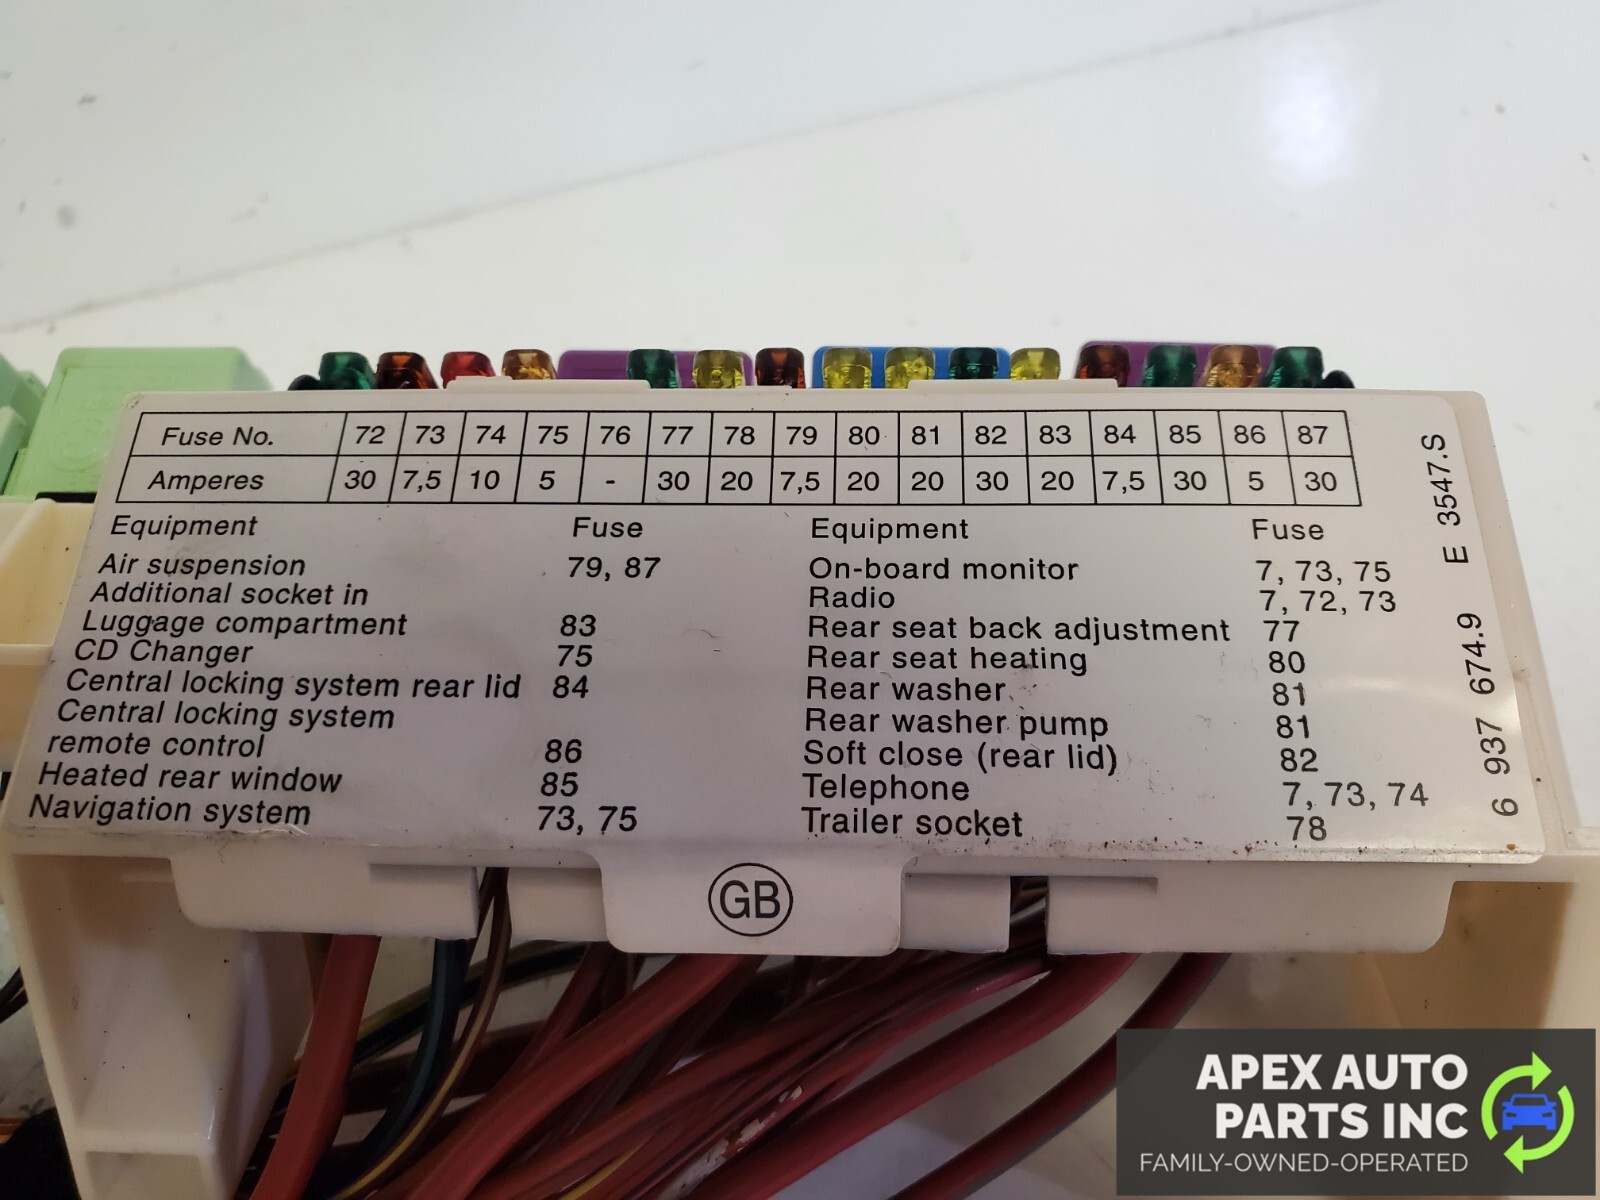 Fuse No. 72 73 74 75 76 77 78 79 80 81 82 83 84 85 86 87
Amperes 30 7,5 10 5 - 30 20 7,5 20 20 30 20 7,5 30 5 30
Equipment Fuse
Air suspension 79, 87
Additional socket in
Luggage compartment 83
CD Changer 75
Central locking system rear lid 84
Central locking system
remote control 86
Heated rear window 85
Navigation system 73, 75
Equipment Fuse
On-board monitor 7, 73, 75
Radio 7, 72, 73
Rear seat back adjustment 77
Rear seat heating 80
Rear washer 81
Rear washer pump 81
Soft close (rear lid) 82
Telephone 7, 73, 74
Trailer socket 78
6 937 674.9 E 3547.S
GB
APEX AUTO
PARTS INC
FAMILY-OWNED-OPERATED